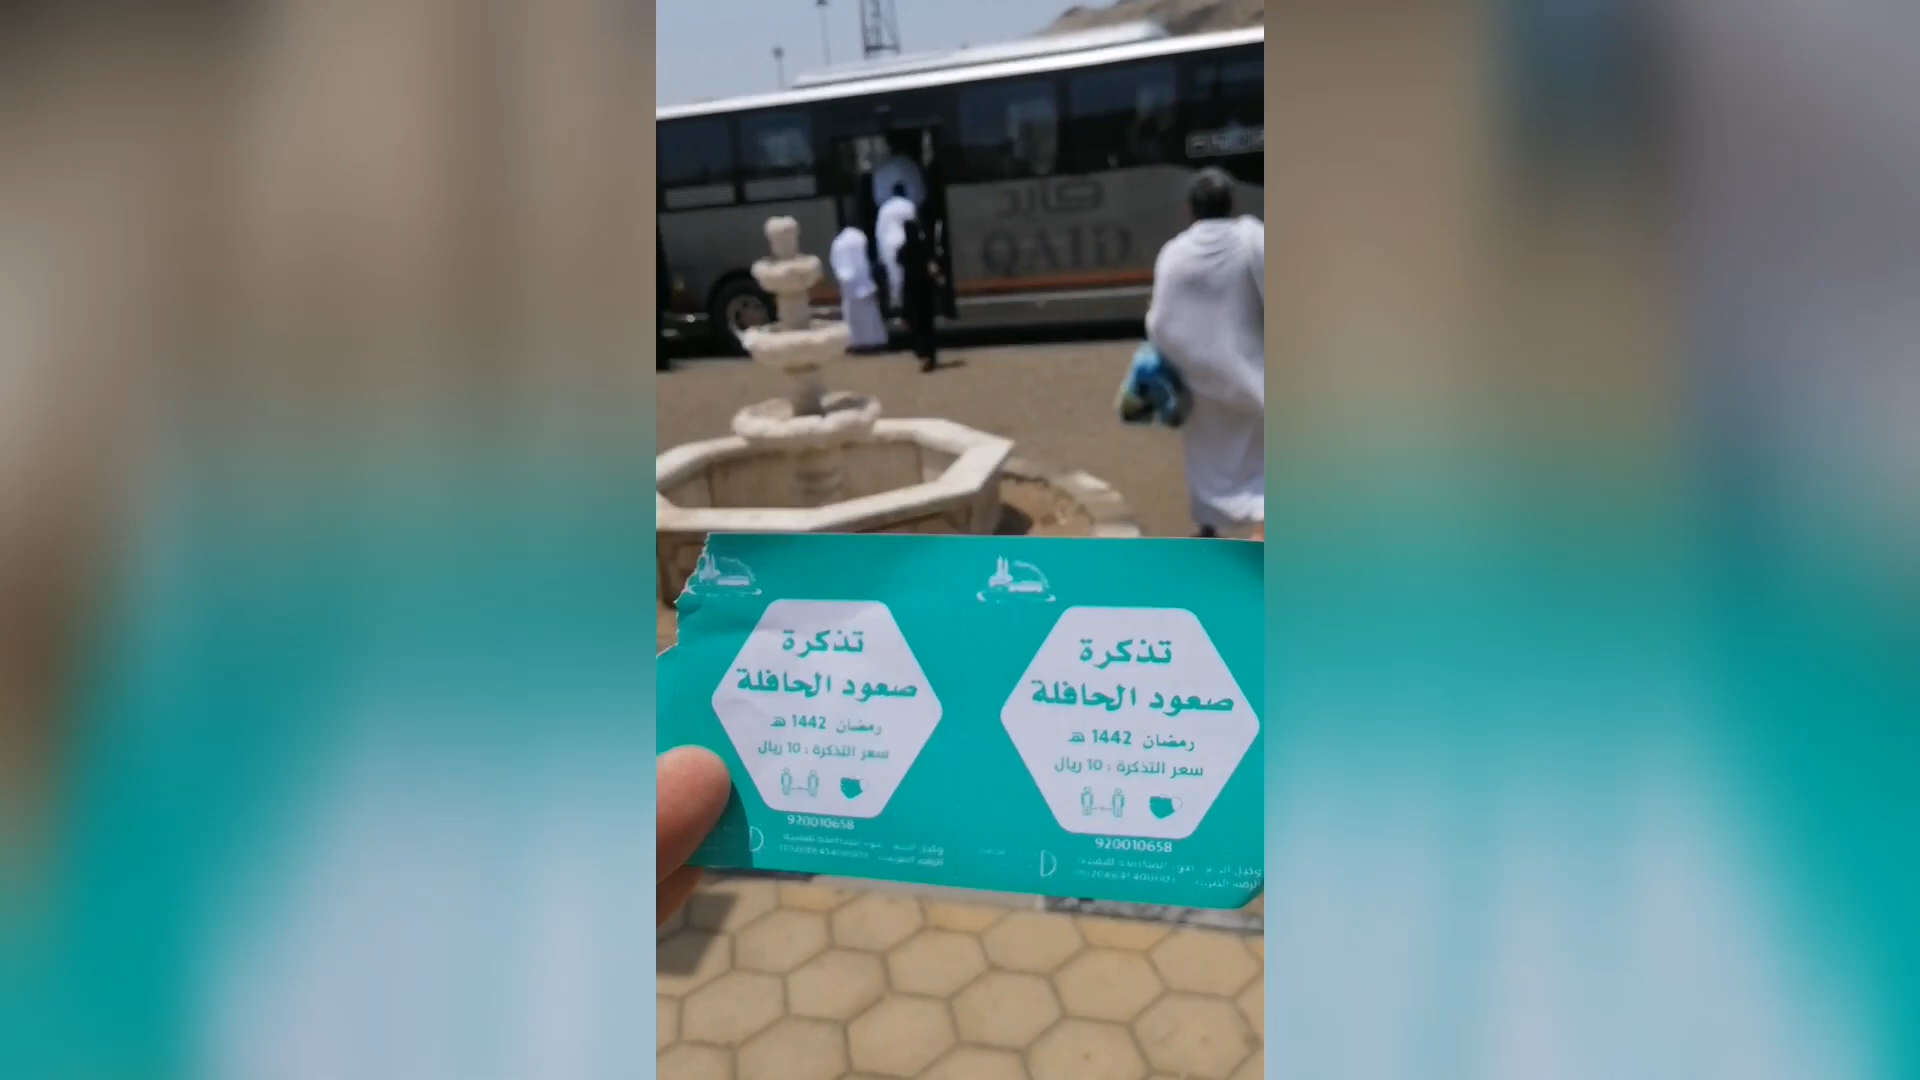 كايد
QAID
تذكرة
صعود الحافلة
رمضان 1442 هـ
سعر التذكرة : 10 ريال
920010658
تذكرة
صعود الحافلة
رمضان 1442 هـ
سعر التذكرة : 10 ريال
920010658